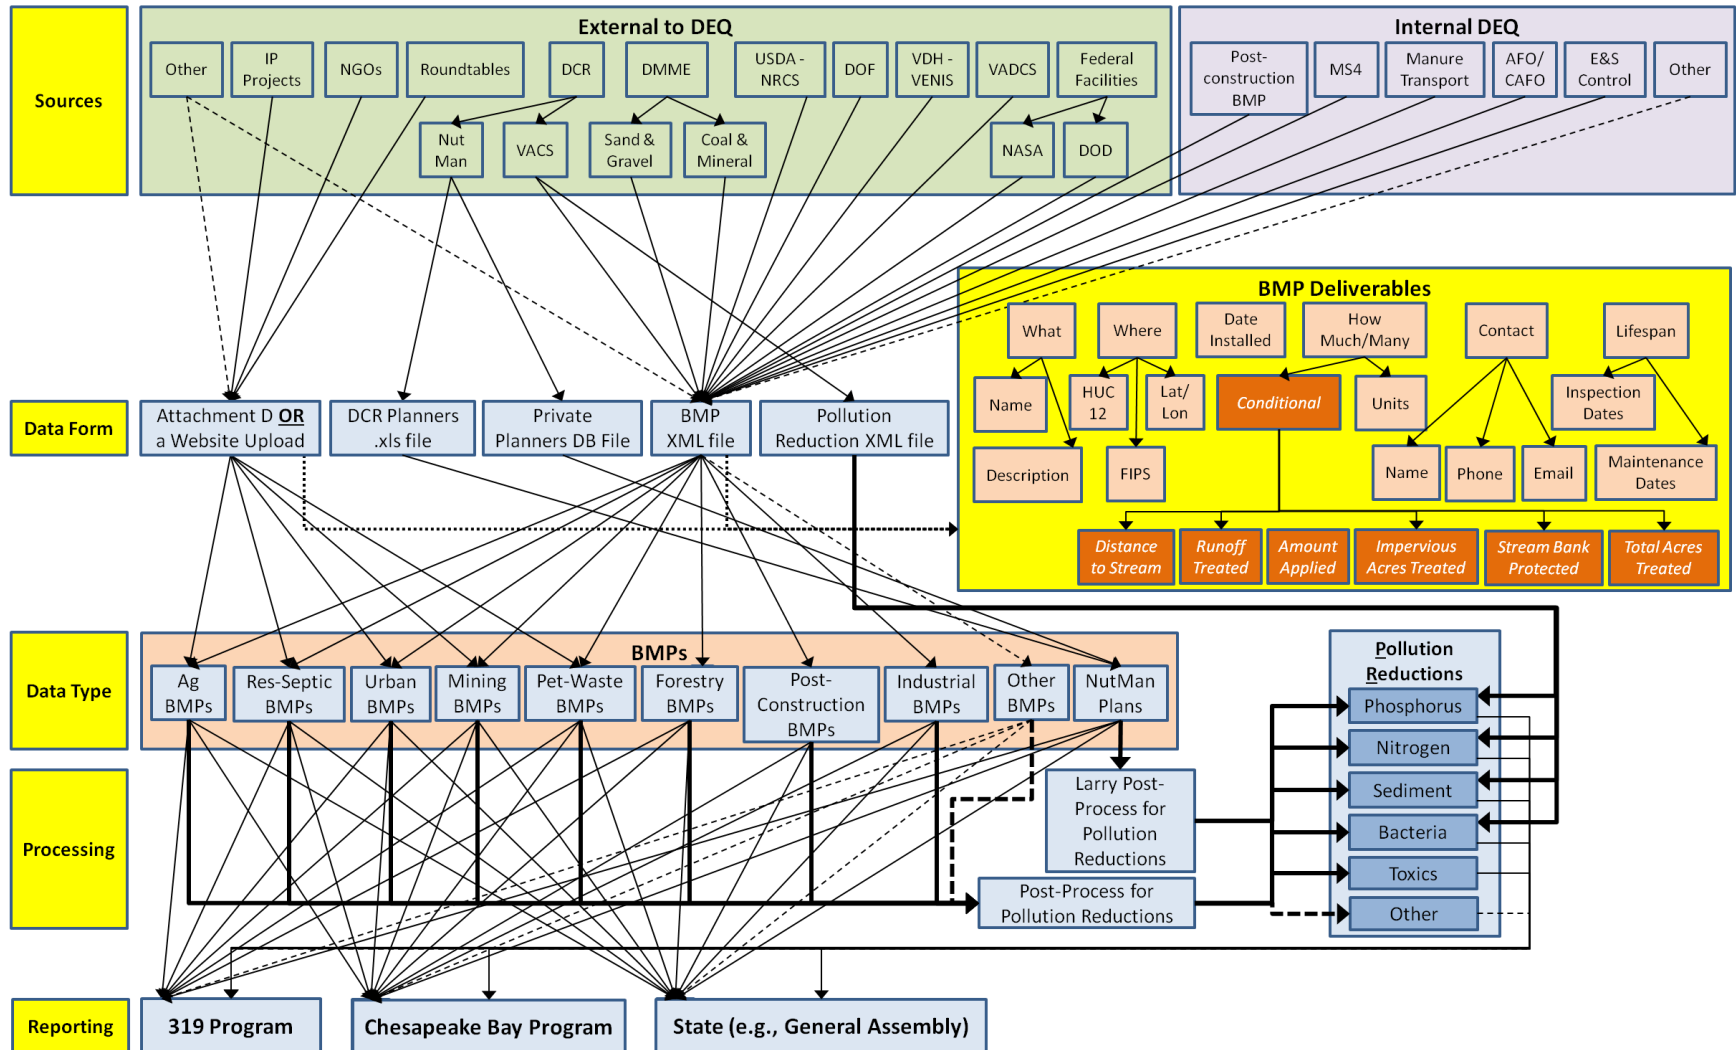 External to DEQ
Internal DEQ
Sources
Other
IP
Projects
NGOs
Roundtables
DCR
DMME
USDA -
NRCS
DOF
VDH -
VENIS
VADCS
Federal
Facilities
Post-
construction
BMP
MS4
Manure
Transport
AFO/
CAFO
E&S
Control
Other
Nut
Man
VACS
Sand &
Gravel
Coal &
Mineral
NASA
DOD
BMP Deliverables
What
Where
Date
Installed
How
Much/Many
Contact
Lifespan
Name
HUC
12
Lat/
Lon
Conditional
Units
Inspection
Dates
Description
FIPS
Name
Phone
Email
Maintenance
Dates
Distance
to Stream
Runoff
Treated
Amount
Applied
Impervious
Acres Treated
Stream Bank
Protected
Total Acres
Treated
Data Form
Attachment D OR
a Website Upload
DCR Planners
.xls file
Private
Planners DB File
BMP
XML file
Pollution
Reduction XML file
Data Type
BMPs
Ag
BMPs
Res-Septic
BMPs
Urban
BMPs
Mining
BMPs
Pet-Waste
BMPs
Forestry
BMPs
Post-
Construction
BMPs
Industrial
BMPs
Other
BMPs
NutMan
Plans
Pollution
Reductions
Phosphorus
Nitrogen
Sediment
Bacteria
Toxics
Other
Processing
Larry Post-
Process for
Pollution
Reductions
Post-Process for
Pollution Reductions
Reporting
319 Program
Chesapeake Bay Program
State (e.g., General Assembly)